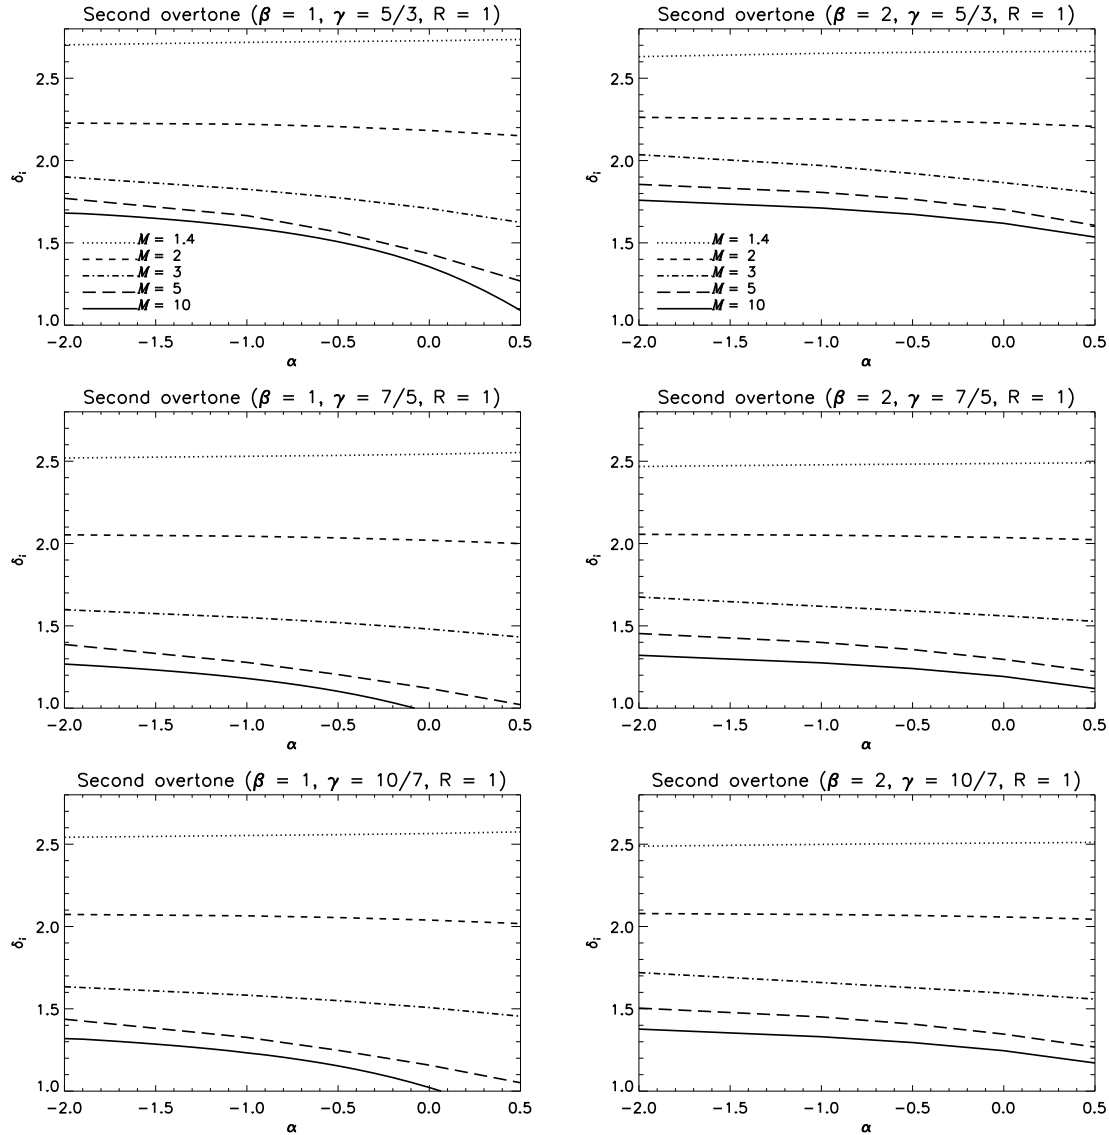 Second overtone (β = 1, γ = 5/3, R = 1)
δi
2.5
2.0
1.5
1.0
M = 1.4
M = 2
M = 3
M = 5
M = 10
−2.0 −1.5 −1.0 −0.5 0.0 0.5
α
Second overtone (β = 2, γ = 5/3, R = 1)
δi
2.5
2.0
1.5
1.0
M = 1.4
M = 2
M = 3
M = 5
M = 10
−2.0 −1.5 −1.0 −0.5 0.0 0.5
α
Second overtone (β = 1, γ = 7/5, R = 1)
δi
2.5
2.0
1.5
1.0
−2.0 −1.5 −1.0 −0.5 0.0 0.5
α
Second overtone (β = 2, γ = 7/5, R = 1)
δi
2.5
2.0
1.5
1.0
−2.0 −1.5 −1.0 −0.5 0.0 0.5
α
Second overtone (β = 1, γ = 10/7, R = 1)
δi
2.5
2.0
1.5
1.0
−2.0 −1.5 −1.0 −0.5 0.0 0.5
α
Second overtone (β = 2, γ = 10/7, R = 1)
δi
2.5
2.0
1.5
1.0
−2.0 −1.5 −1.0 −0.5 0.0 0.5
α